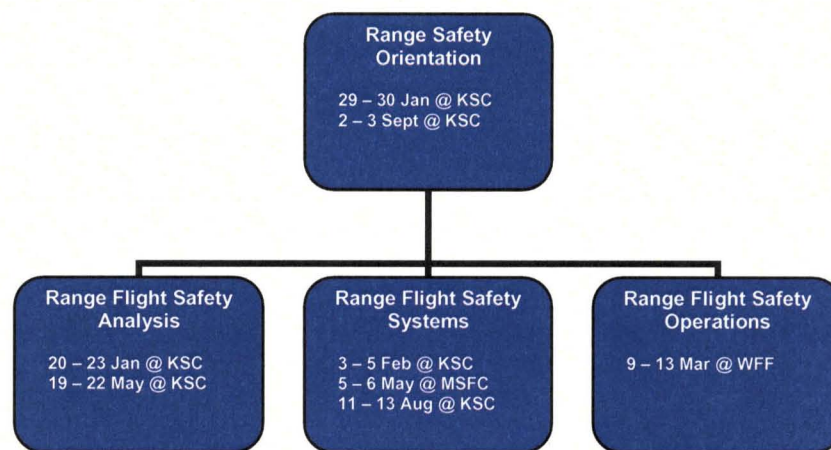 Range Safety
Orientation
29 – 30 Jan @ KSC
2 – 3 Sept @ KSC
Range Flight Safety
Analysis
20 – 23 Jan @ KSC
19 – 22 May @ KSC
Range Flight Safety
Systems
3 – 5 Feb @ KSC
5 – 6 May @ MSFC
11 – 13 Aug @ KSC
Range Flight Safety
Operations
9 – 13 Mar @ WFF